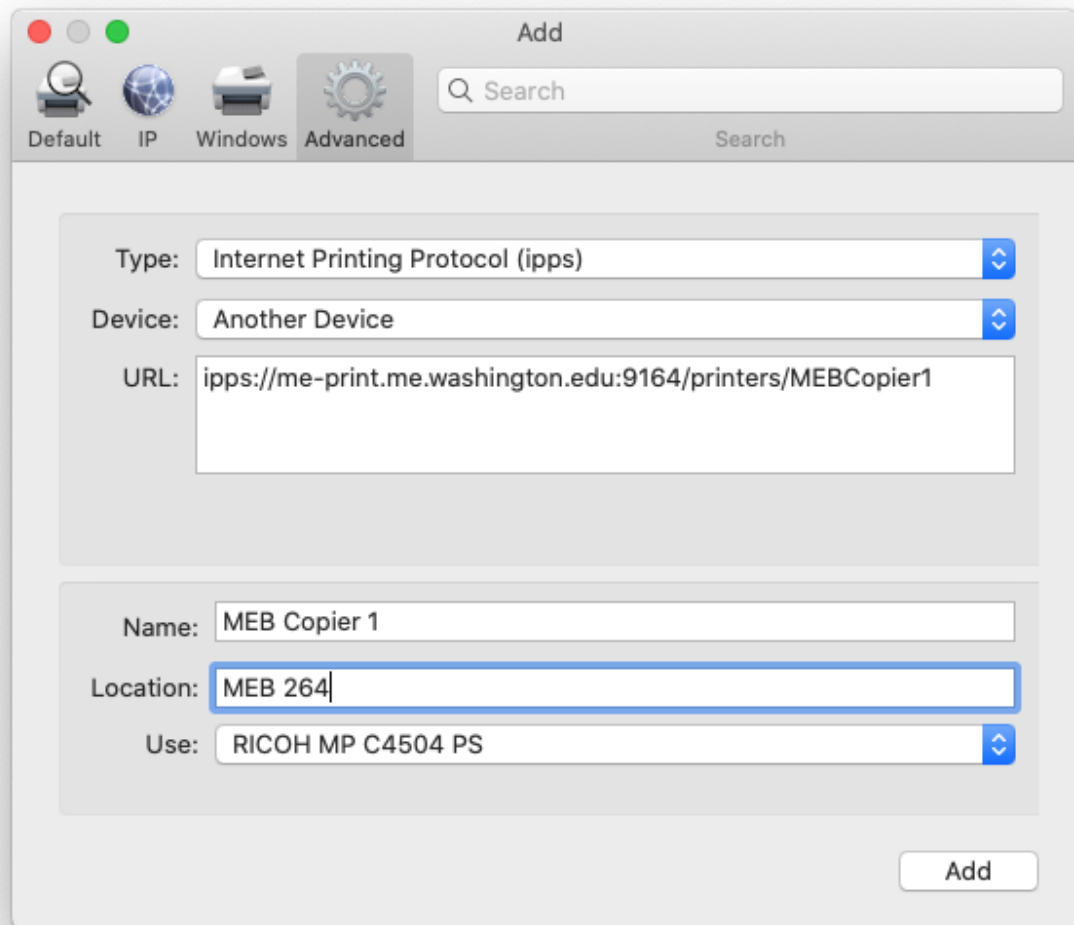 Add
Default IP Windows Advanced
Search
Search
Type: Internet Printing Protocol (ipps)
Device: Another Device
URL: ipps://me-print.me.washington.edu:9164/printers/MEBCopier1
Name: MEB Copier 1
Location: MEB 264
Use: RICOH MP C4504 PS
Add